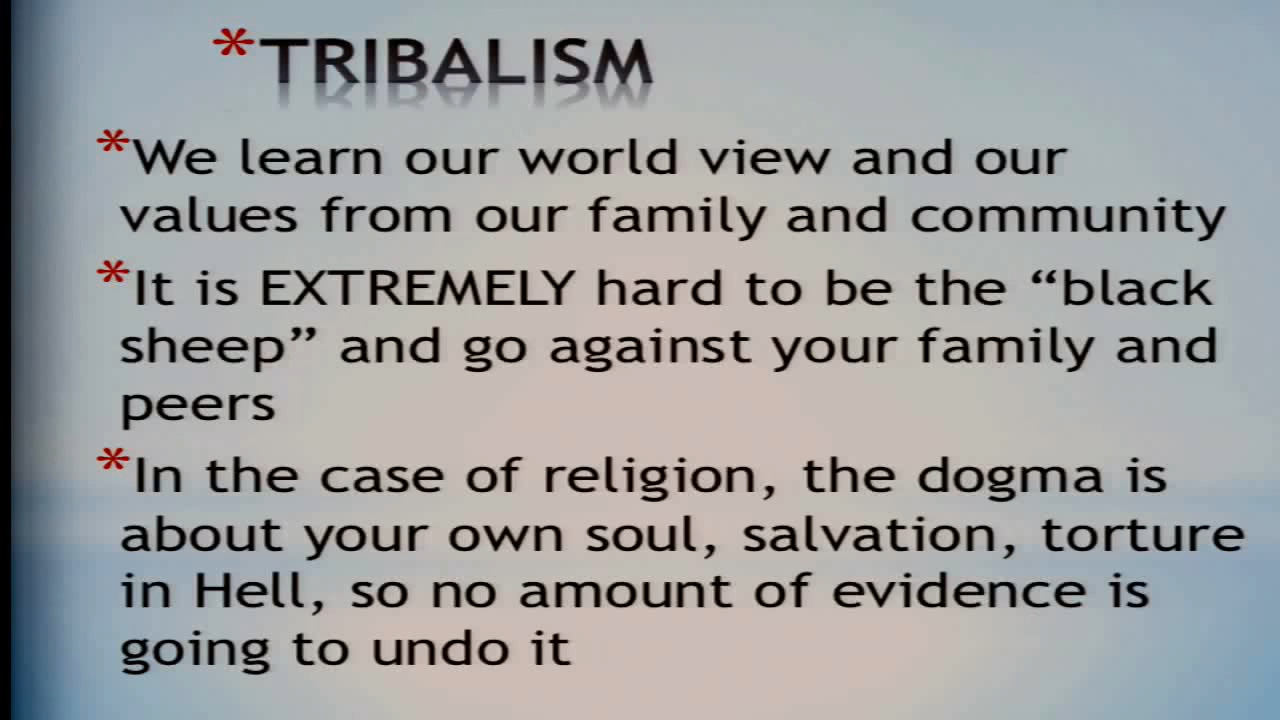 *TRIBALISM
*We learn our world view and our
values from our family and community
*It is EXTREMELY hard to be the “black
sheep” and go against your family and
peers
*In the case of religion, the dogma is
about your own soul, salvation, torture
in Hell, so no amount of evidence is
going to undo it